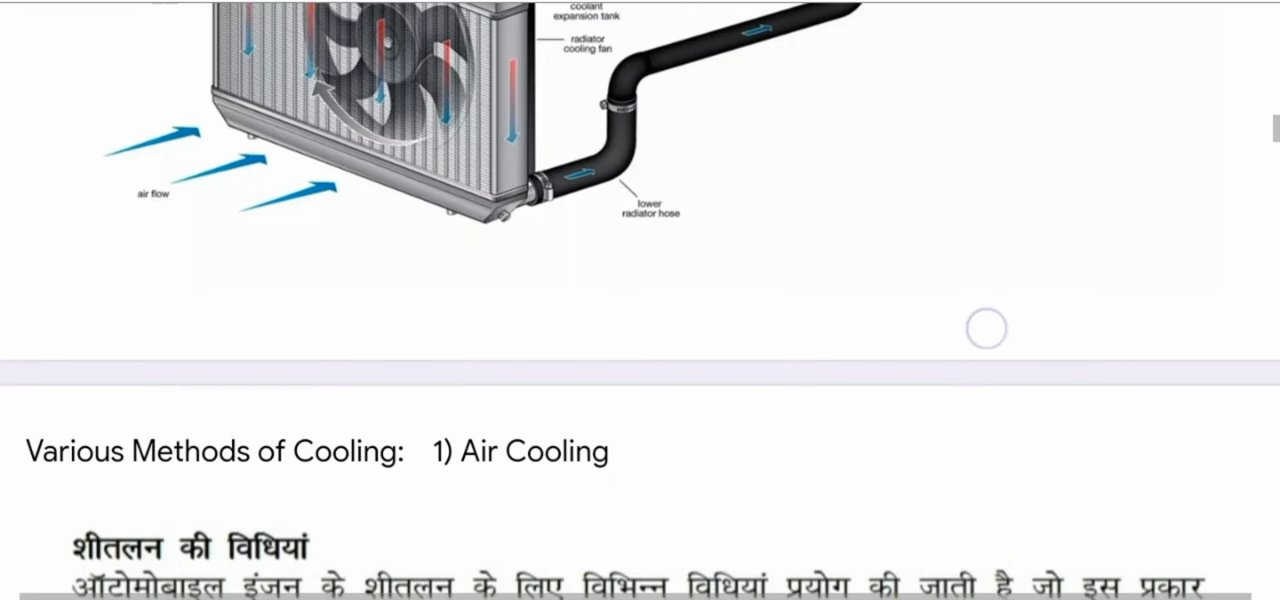 coolant
expansion tank
radiator
cooling fan
air flow
lower
radiator hose
Various Methods of Cooling: 1) Air Cooling
शीतलन की विधियां
ऑटोमोबाइल इंजन के शीतलन के लिए विभिन्न विधियां प्रयोग की जाती है जो इस प्रकार